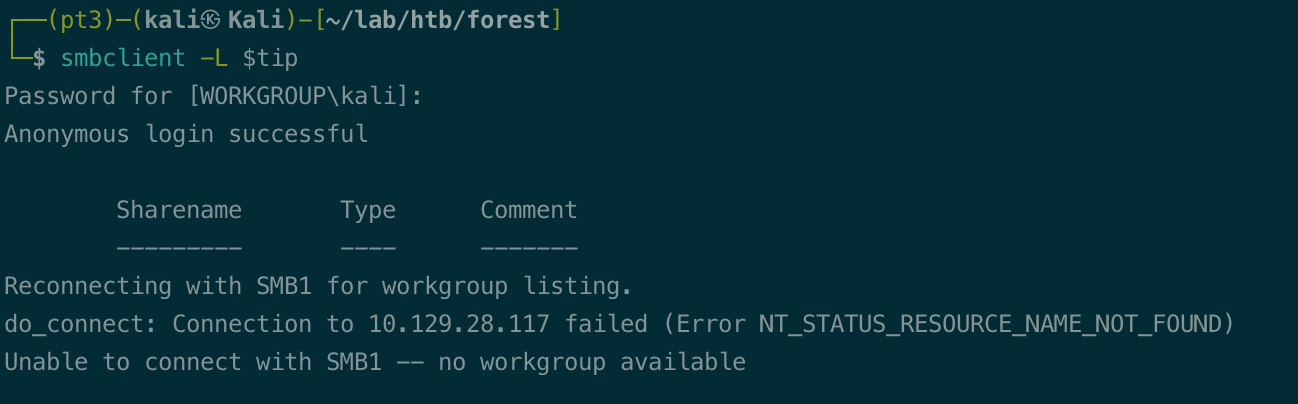 ┌──(pt3)─(kali㉿Kali)-[~/lab/htb/forest]
└─$ smbclient -L $tip
Password for [WORKGROUP\kali]:
Anonymous login successful
Sharename Type Comment
--------- ---- -------
Reconnecting with SMB1 for workgroup listing.
do_connect: Connection to 10.129.28.117 failed (Error NT_STATUS_RESOURCE_NAME_NOT_FOUND)
Unable to connect with SMB1 -- no workgroup available